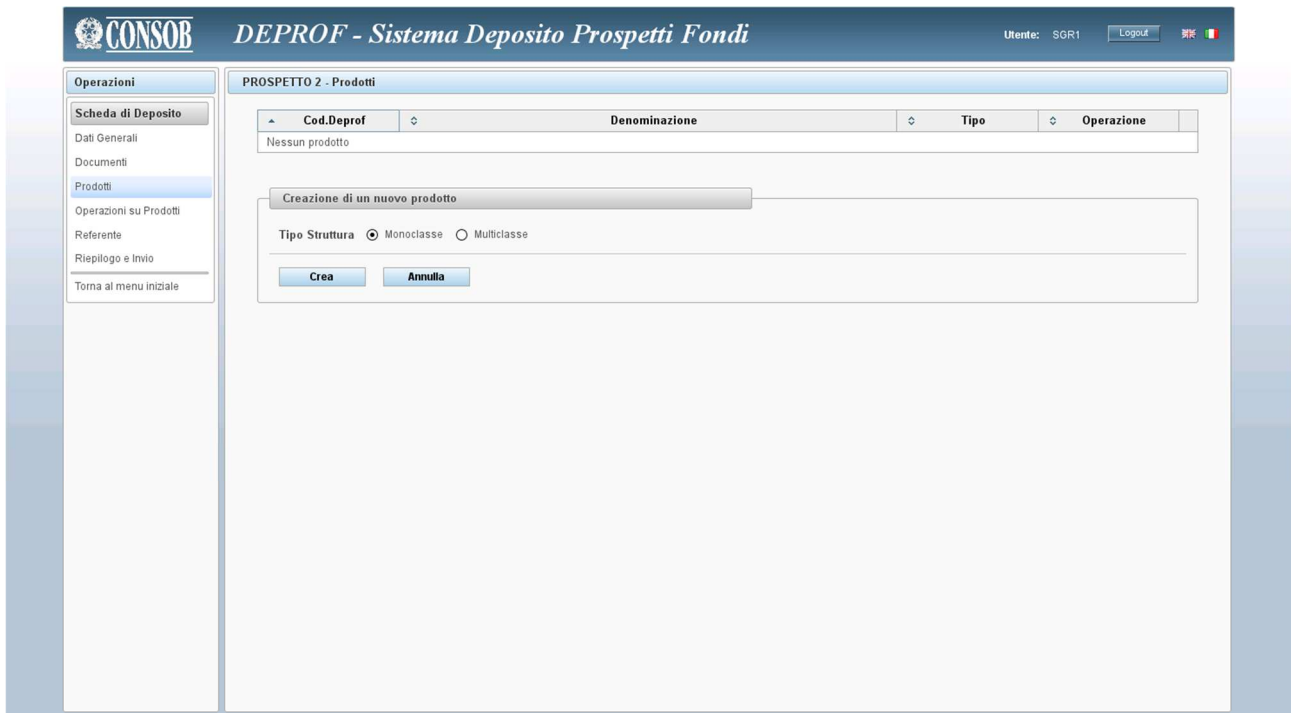 CONSOB DEPROF - Sistema Deposito Prospetti Fondi Utente: SGR1 Logout
Operazioni
Scheda di Deposito
Dati Generali
Documenti
Prodotti
Operazioni su Prodotti
Referente
Riepilogo e Invio
Torna al menu iniziale
PROSPETTO 2 - Prodotti
Cod.Deprof Denominazione Tipo Operazione
Nessun prodotto
Creazione di un nuovo prodotto
Tipo Struttura Monoclasse Multiclasse
Crea Annulla